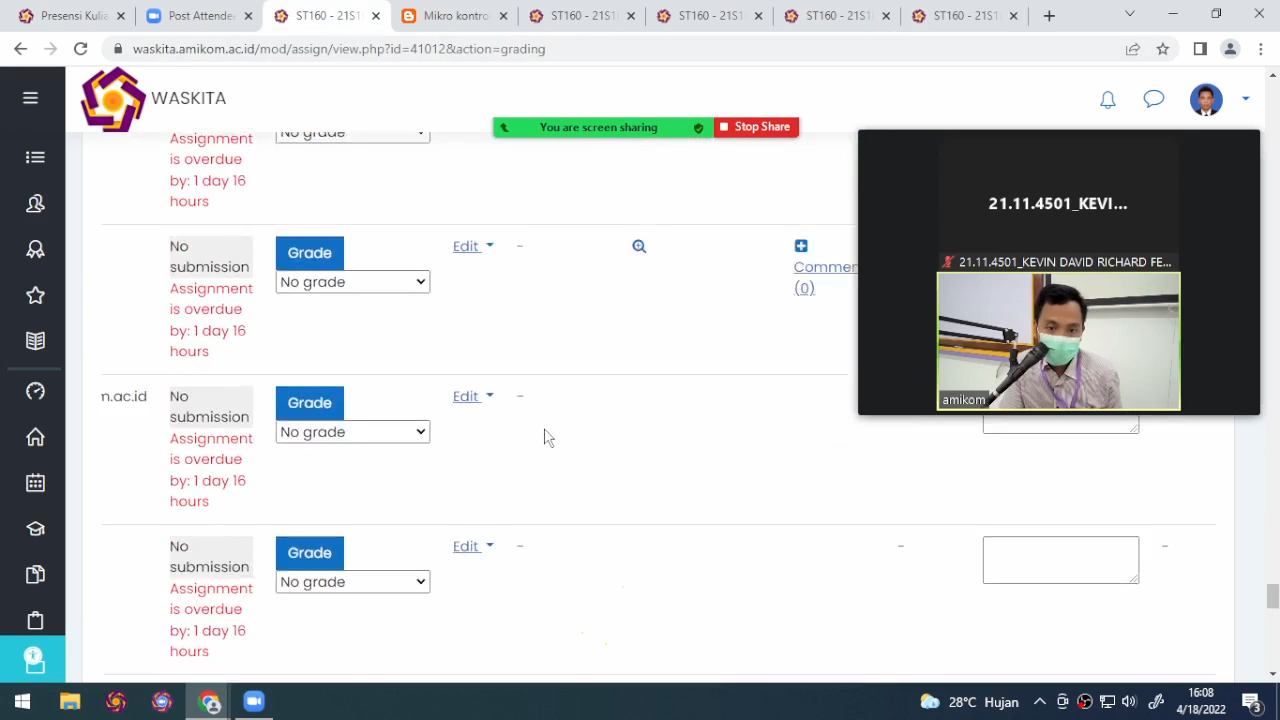 Presensi Kulia
Post Attende
ST160 - 21S1
Mikro kontro
ST160 - 21S1
ST160 - 21S1
ST160 - 21S1
ST160 - 21S1
waskita.amikom.ac.id/mod/assign/view.php?id=41012&action=grading
WASKITA
You are screen sharing
Stop Share
Assignment
is overdue
by: 1 day 16
hours
No grade
No
submission
Assignment
is overdue
by: 1 day 16
hours
Grade
No grade
Edit
-
Commen
(0)
21.11.4501_KEVI...
21.11.4501_KEVIN DAVID RICHARD FE...
amikom
m.ac.id
No
submission
Assignment
is overdue
by: 1 day 16
hours
Grade
No grade
Edit
-
No
submission
Assignment
is overdue
by: 1 day 16
hours
Grade
No grade
Edit
-
-
-
28°C Hujan
16:08
4/18/2022
3